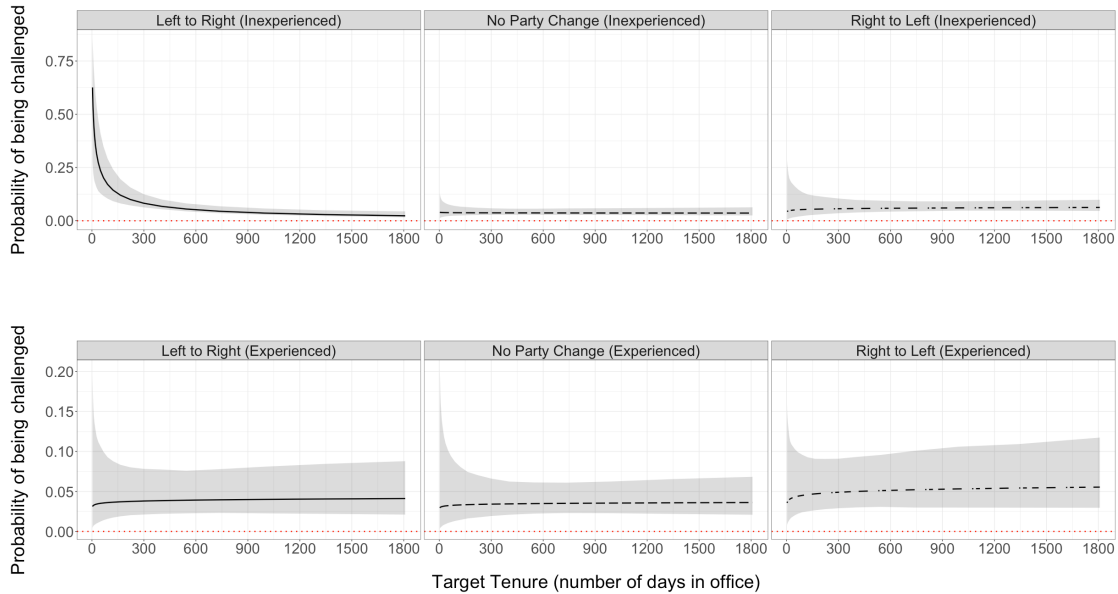 Left to Right (Inexperienced)
No Party Change (Inexperienced)
Right to Left (Inexperienced)
Probability of being challenged
0.75
0.50
0.25
0.00
0 300 600 900 1200 1500 1800
0 300 600 900 1200 1500 1800
0 300 600 900 1200 1500 1800
Left to Right (Experienced)
No Party Change (Experienced)
Right to Left (Experienced)
Probability of being challenged
0.20
0.15
0.10
0.05
0.00
0 300 600 900 1200 1500 1800
0 300 600 900 1200 1500 1800
0 300 600 900 1200 1500 1800
Target Tenure (number of days in office)